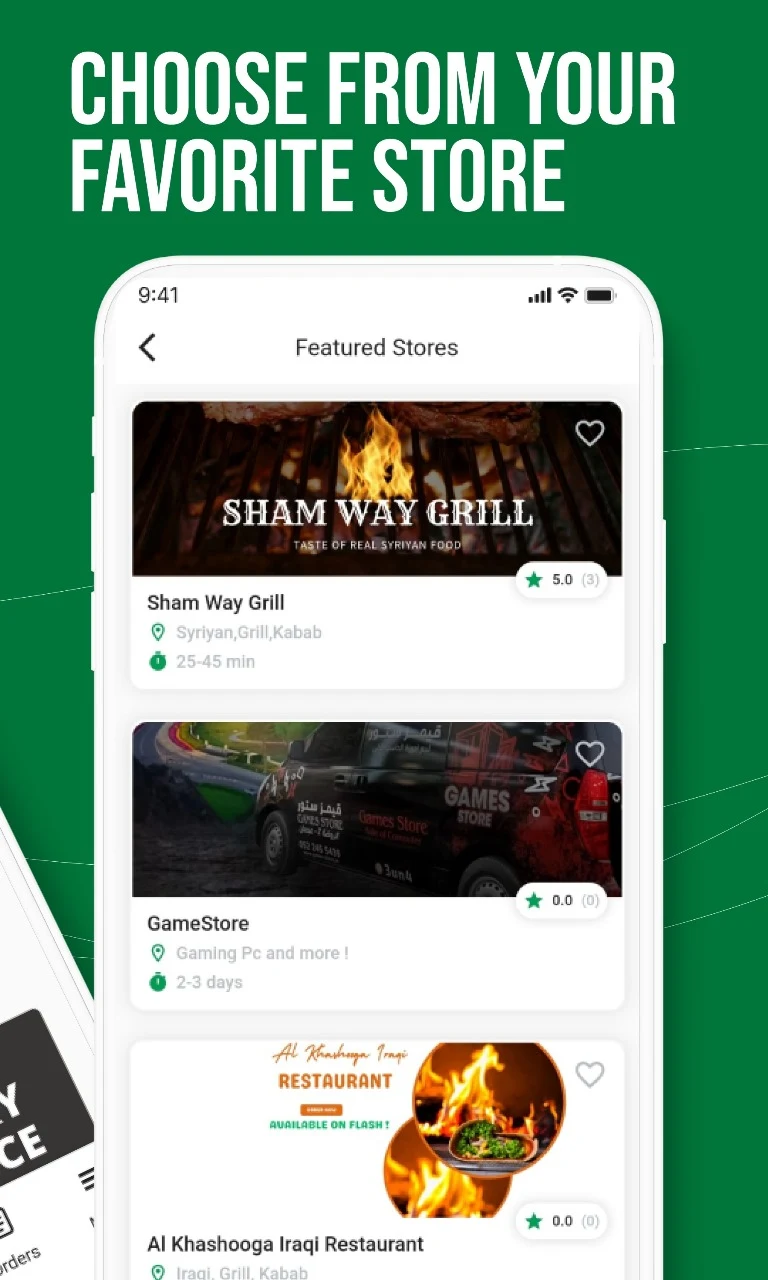 CHOOSE FROM YOUR
FAVORITE STORE
9:41
Featured Stores
SHAM WAY GRILL
TASTE OF REAL SYRIYAN FOOD
5.0 (3)
Sham Way Grill
Syriyan,Grill,Kabab
25-45 min
قيمز ستور
GAMES STORE
Games Store
GAMES
STORE
0.0 (0)
GameStore
Gaming Pc and more !
2-3 days
Al Khashooga Iraqi
RESTAURANT
ORDER NOW
AVAILABLE ON FLASH !
0.0 (0)
Al Khashooga Iraqi Restaurant
Iraqi, Grill, Kabab
Y
CE
rders